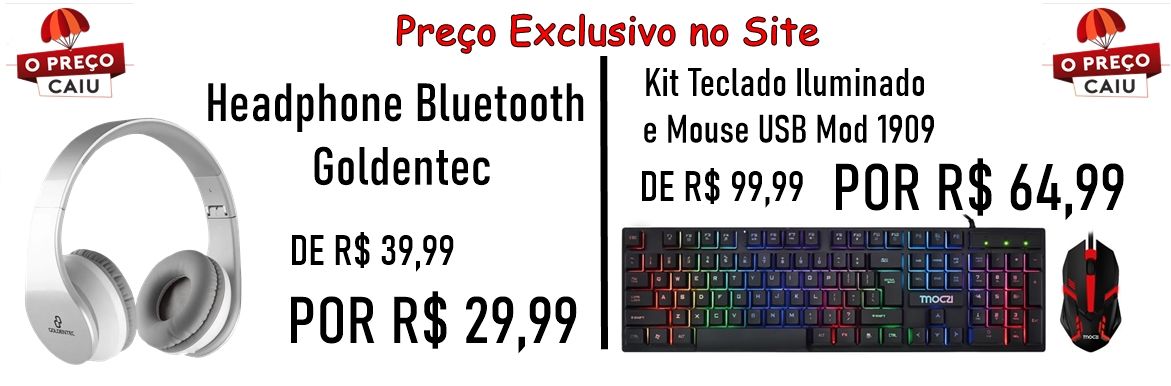 Preço Exclusivo no Site
O PREÇO
CAIU
Headphone Bluetooth
Goldentec
DE R$ 39,99
POR R$ 29,99
GOLDENTEC
O PREÇO
CAIU
Kit Teclado Iluminado
e Mouse USB Mod 1909
DE R$ 99,99 POR R$ 64,99